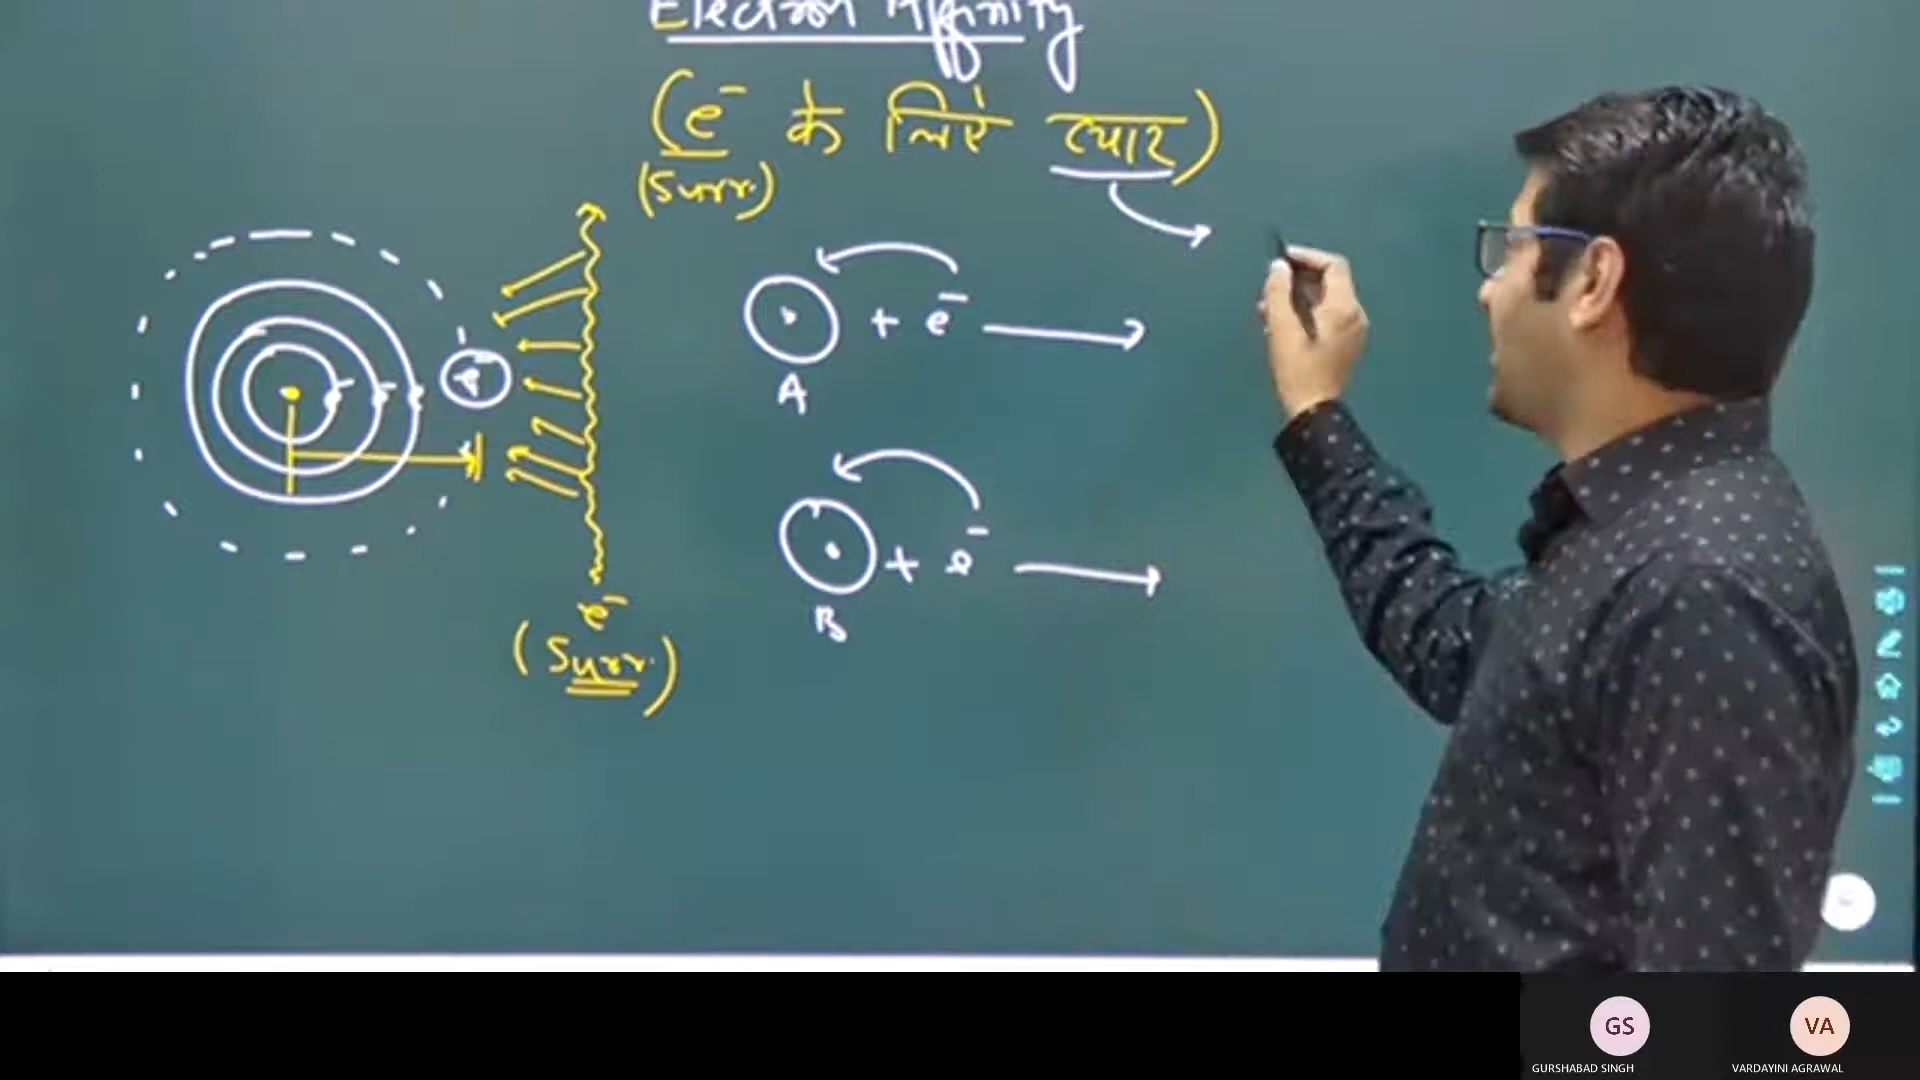 Electron Affinity
(e⁻ के लिए त्यार)
(Surr.)
+ e⁻
A
+ e⁻
B
e⁻
(Surr.)
GS
VA
GURSHABAD SINGH
VARDAYINI AGRAWAL